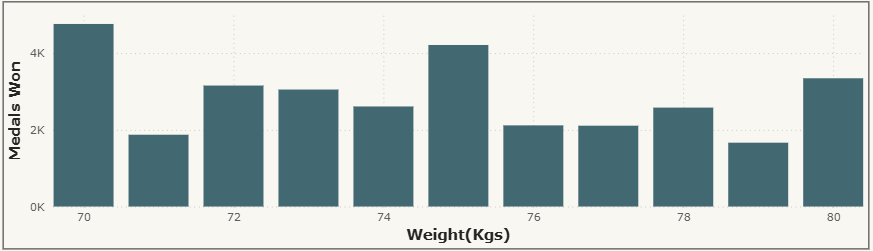 4K
Medals Won
2K
0K
70 72 74 76 78 80
Weight(Kgs)